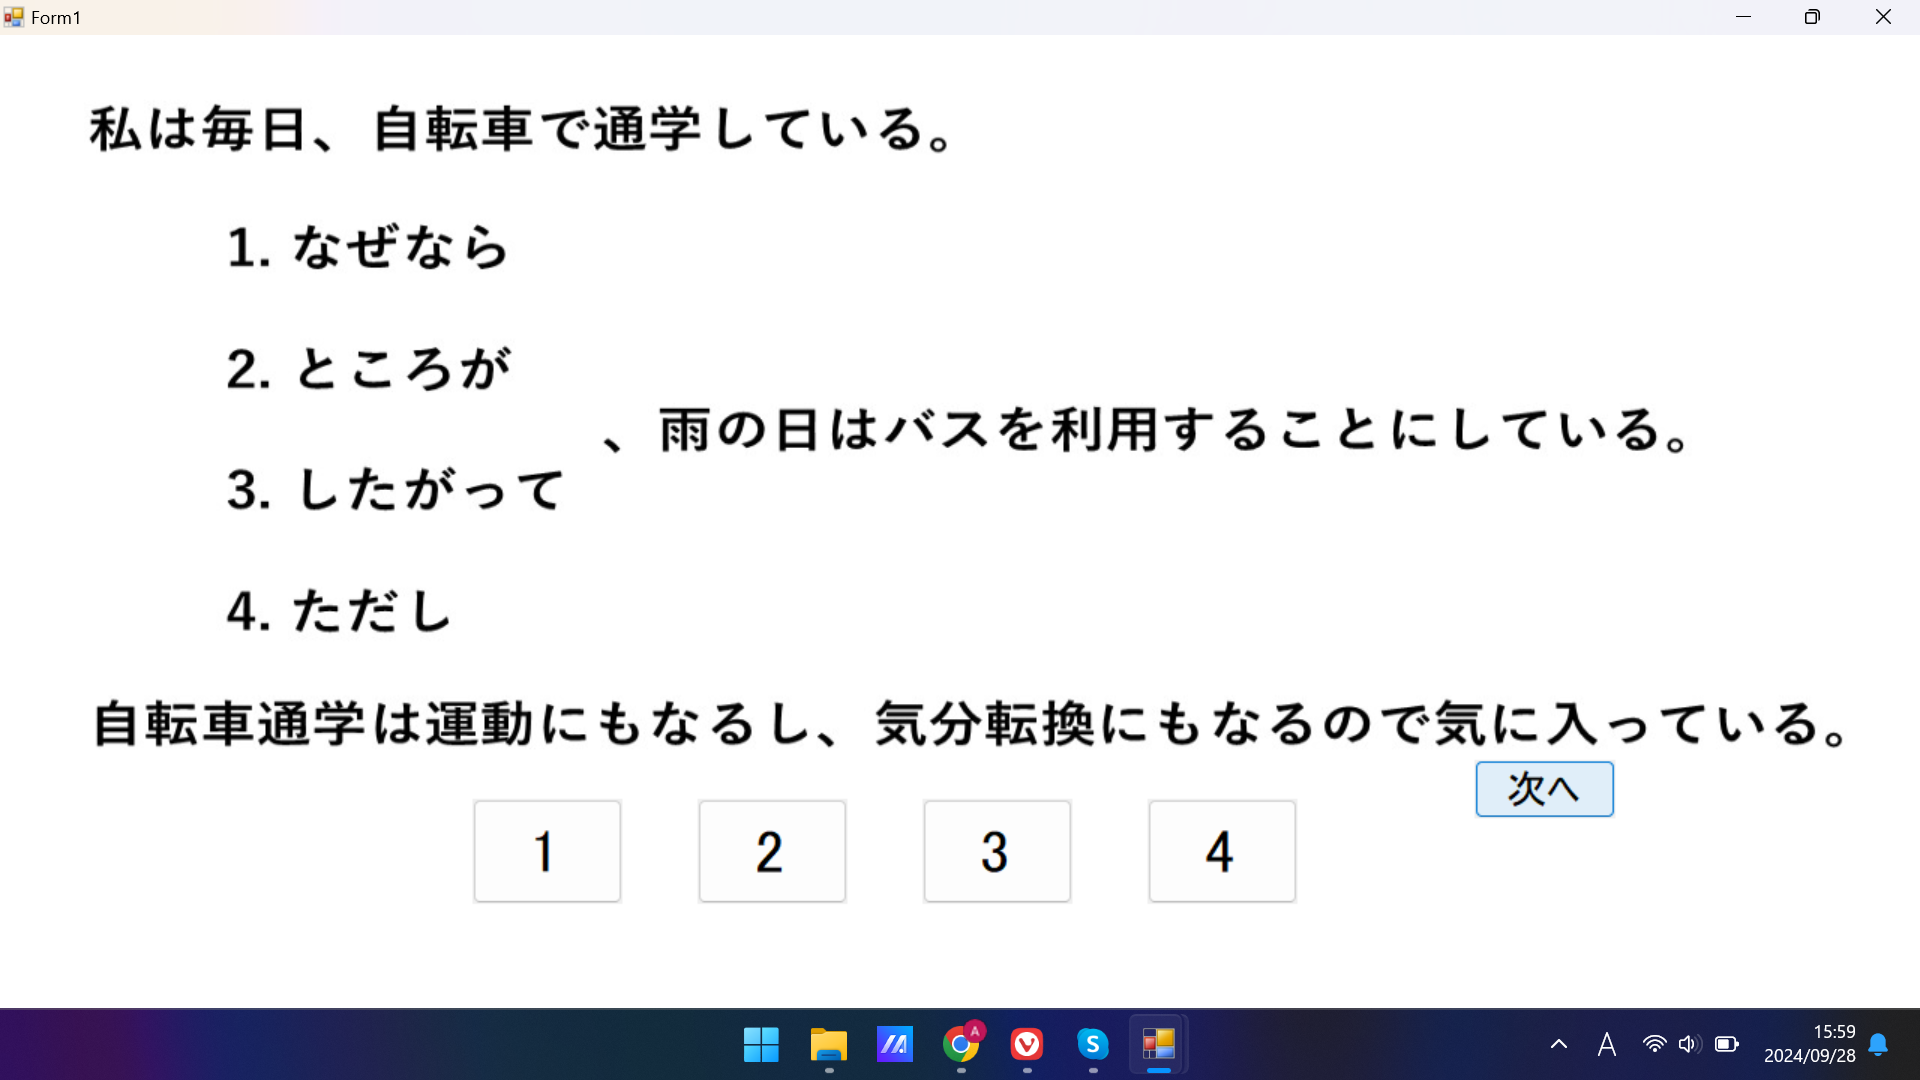 Form1
私は毎日、自転車で通学している。
1. なぜなら
2. ところが
3. したがって
4. ただし
、雨の日はバスを利用することにしている。
自転車通学は運動にもなるし、気分転換にもなるので気に入っている。
次へ
1 2 3 4
A
S
A
15:59
2024/09/28